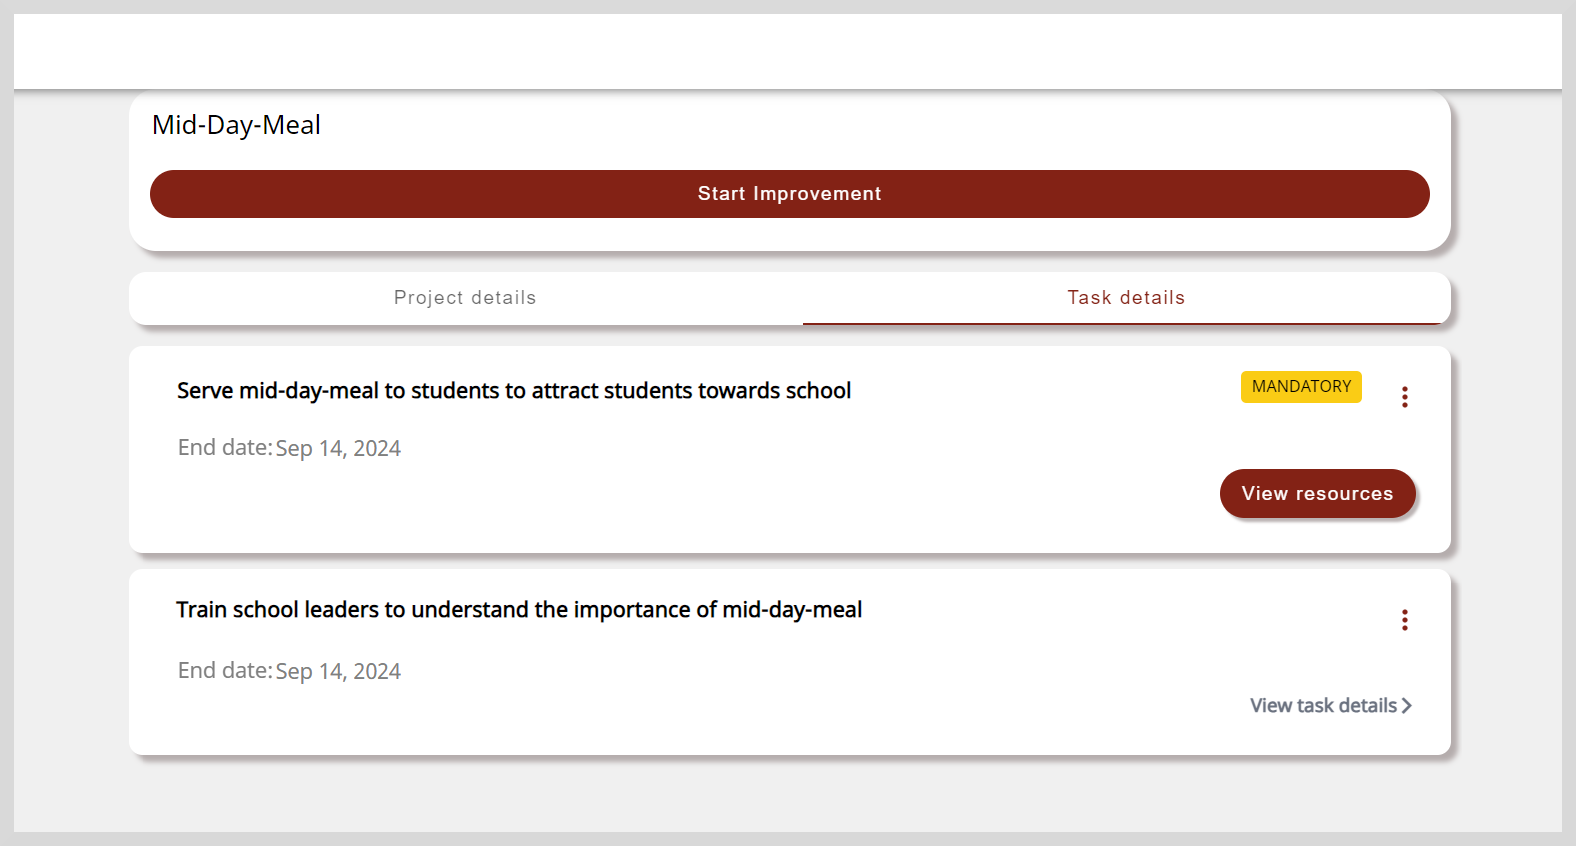 Mid-Day-Meal
Start Improvement
Project details
Task details
Serve mid-day-meal to students to attract students towards school
MANDATORY
End date: Sep 14, 2024
View resources
Train school leaders to understand the importance of mid-day-meal
End date: Sep 14, 2024
View task details